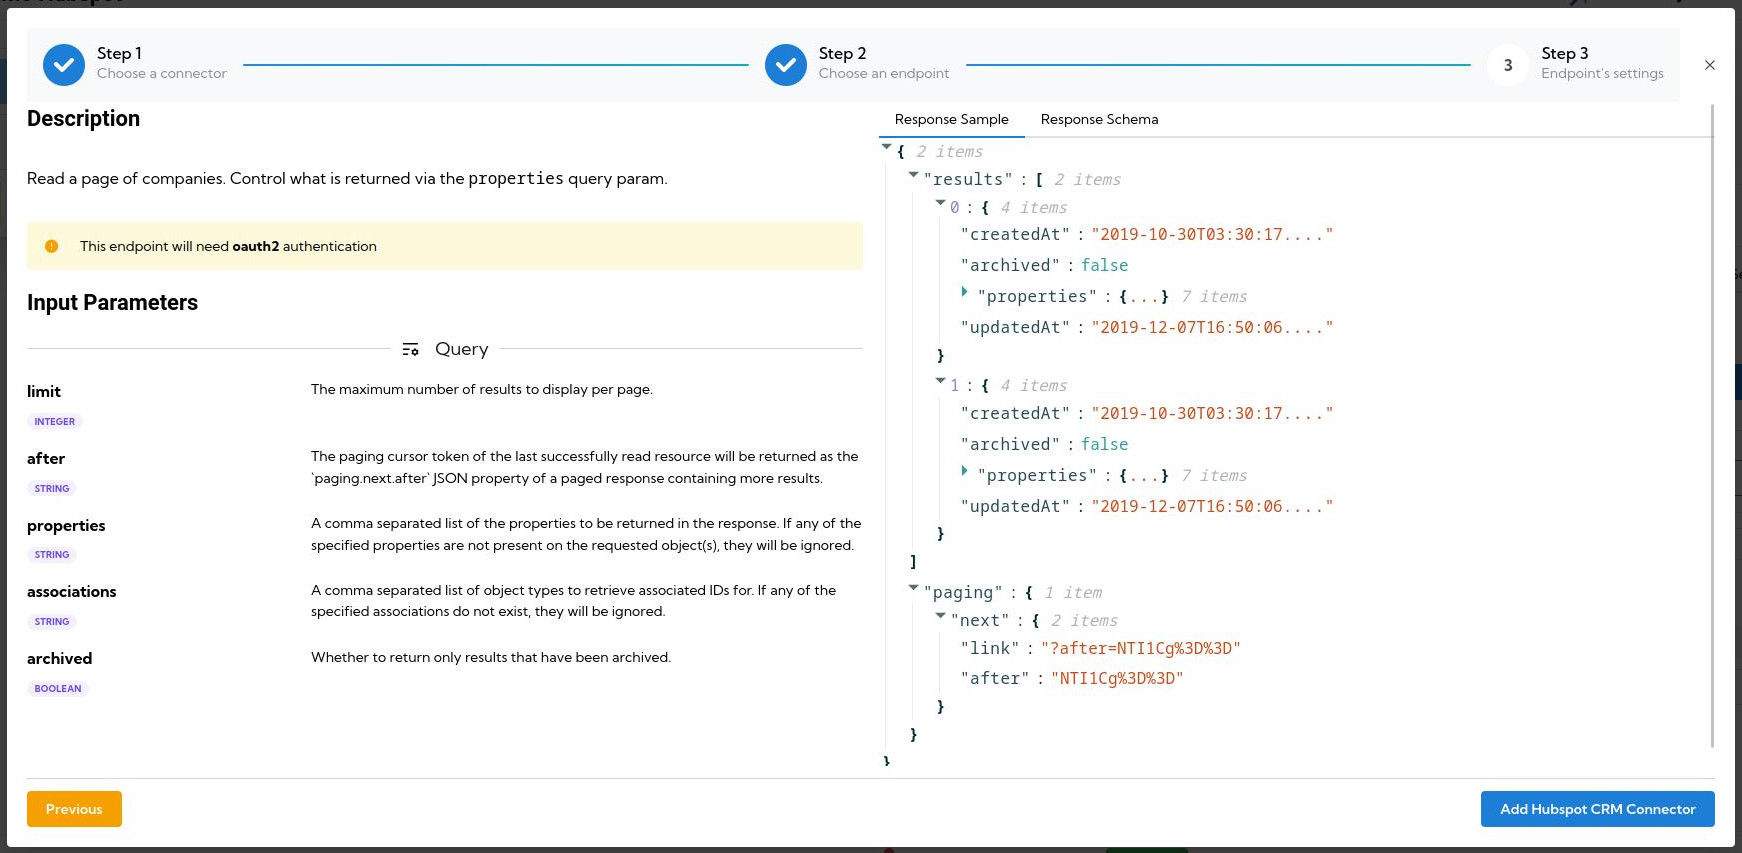 Step 1
Choose a connector
Step 2
Choose an endpoint
3
Step 3
Endpoint's settings
Description
Read a page of companies. Control what is returned via the properties query param.
This endpoint will need oauth2 authentication
Input Parameters
Query
limit
INTEGER
The maximum number of results to display per page.
after
STRING
The paging cursor token of the last successfully read resource will be returned as the
`paging.next.after` JSON property of a paged response containing more results.
properties
STRING
A comma separated list of the properties to be returned in the response. If any of the
specified properties are not present on the requested object(s), they will be ignored.
associations
STRING
A comma separated list of object types to retrieve associated IDs for. If any of the
specified associations do not exist, they will be ignored.
archived
BOOLEAN
Whether to return only results that have been archived.
Response Sample
Response Schema
{ 2 items
"results" : [ 2 items
0 : { 4 items
"createdAt" : "2019-10-30T03:30:17...."
"archived" : false
"properties" : {...} 7 items
"updatedAt" : "2019-12-07T16:50:06...."
}
1 : { 4 items
"createdAt" : "2019-10-30T03:30:17...."
"archived" : false
"properties" : {...} 7 items
"updatedAt" : "2019-12-07T16:50:06...."
}
]
"paging" : { 1 item
"next" : { 2 items
"link" : "?after=NTI1Cg%3D%3D"
"after" : "NTI1Cg%3D%3D"
}
}
}
Previous
Add Hubspot CRM Connector